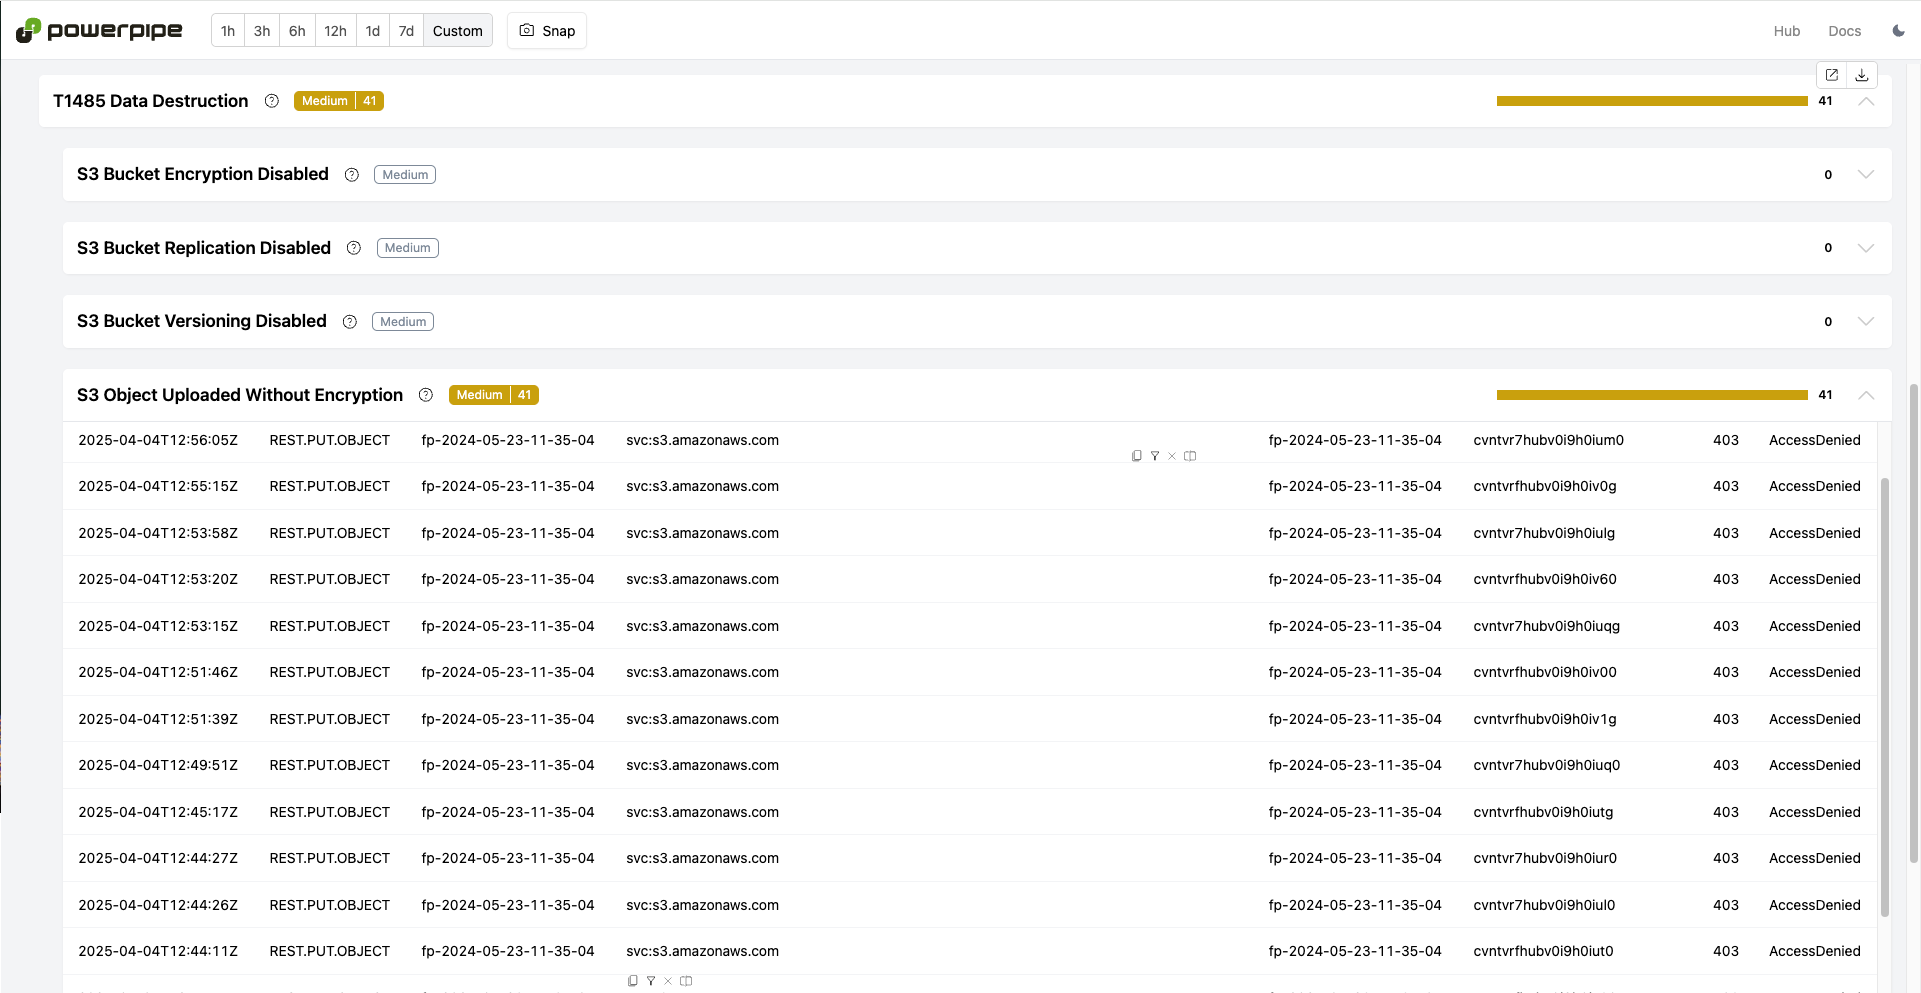 powerpipe 1h 3h 6h 12h 1d 7d Custom Snap Hub Docs
T1485 Data Destruction Medium 41 41
S3 Bucket Encryption Disabled Medium 0
S3 Bucket Replication Disabled Medium 0
S3 Bucket Versioning Disabled Medium 0
S3 Object Uploaded Without Encryption Medium 41 41
2025-04-04T12:56:05Z REST.PUT.OBJECT fp-2024-05-23-11-35-04 svc:s3.amazonaws.com fp-2024-05-23-11-35-04 cvntvr7hubv0i9h0ium0 403 AccessDenied
2025-04-04T12:55:15Z REST.PUT.OBJECT fp-2024-05-23-11-35-04 svc:s3.amazonaws.com fp-2024-05-23-11-35-04 cvntvrfhubv0i9h0iv0g 403 AccessDenied
2025-04-04T12:53:58Z REST.PUT.OBJECT fp-2024-05-23-11-35-04 svc:s3.amazonaws.com fp-2024-05-23-11-35-04 cvntvr7hubv0i9h0iulg 403 AccessDenied
2025-04-04T12:53:20Z REST.PUT.OBJECT fp-2024-05-23-11-35-04 svc:s3.amazonaws.com fp-2024-05-23-11-35-04 cvntvrfhubv0i9h0iv60 403 AccessDenied
2025-04-04T12:53:15Z REST.PUT.OBJECT fp-2024-05-23-11-35-04 svc:s3.amazonaws.com fp-2024-05-23-11-35-04 cvntvr7hubv0i9h0iuqg 403 AccessDenied
2025-04-04T12:51:46Z REST.PUT.OBJECT fp-2024-05-23-11-35-04 svc:s3.amazonaws.com fp-2024-05-23-11-35-04 cvntvrfhubv0i9h0iv00 403 AccessDenied
2025-04-04T12:51:39Z REST.PUT.OBJECT fp-2024-05-23-11-35-04 svc:s3.amazonaws.com fp-2024-05-23-11-35-04 cvntvrfhubv0i9h0iv1g 403 AccessDenied
2025-04-04T12:49:51Z REST.PUT.OBJECT fp-2024-05-23-11-35-04 svc:s3.amazonaws.com fp-2024-05-23-11-35-04 cvntvr7hubv0i9h0iuq0 403 AccessDenied
2025-04-04T12:45:17Z REST.PUT.OBJECT fp-2024-05-23-11-35-04 svc:s3.amazonaws.com fp-2024-05-23-11-35-04 cvntvrfhubv0i9h0iutg 403 AccessDenied
2025-04-04T12:44:27Z REST.PUT.OBJECT fp-2024-05-23-11-35-04 svc:s3.amazonaws.com fp-2024-05-23-11-35-04 cvntvr7hubv0i9h0iur0 403 AccessDenied
2025-04-04T12:44:26Z REST.PUT.OBJECT fp-2024-05-23-11-35-04 svc:s3.amazonaws.com fp-2024-05-23-11-35-04 cvntvr7hubv0i9h0iul0 403 AccessDenied
2025-04-04T12:44:11Z REST.PUT.OBJECT fp-2024-05-23-11-35-04 svc:s3.amazonaws.com fp-2024-05-23-11-35-04 cvntvrfhubv0i9h0iut0 403 AccessDenied